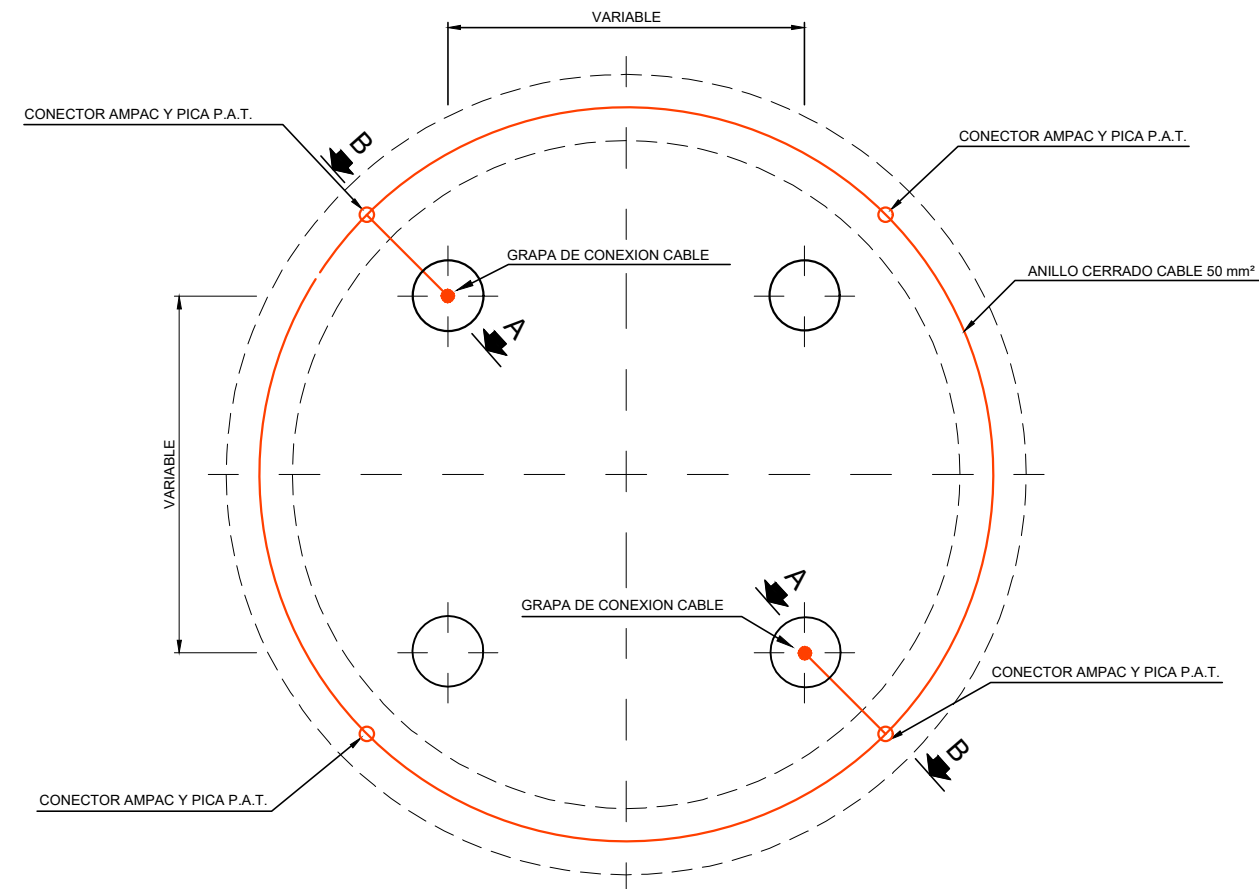 VARIABLE
CONECTOR AMPAC Y PICA P.A.T.
B
CONECTOR AMPAC Y PICA P.A.T.
GRAPA DE CONEXION CABLE
ANILLO CERRADO CABLE 50 mm²
A
VARIABLE
A
GRAPA DE CONEXION CABLE
CONECTOR AMPAC Y PICA P.A.T.
B
CONECTOR AMPAC Y PICA P.A.T.